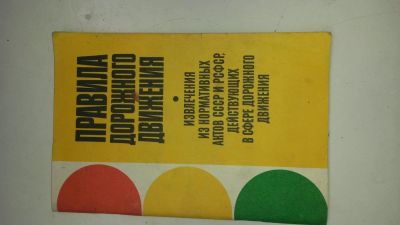 ПРАВИЛА
ДОРОЖНОГО
ДВИЖЕНИЯ
ИЗВЛЕЧЕНИЯ
ИЗ НОРМАТИВНЫХ
АКТОВ СССР И РСФСР,
ДЕЙСТВУЮЩИХ
В СФЕРЕ ДОРОЖНОГО
ДВИЖЕНИЯ